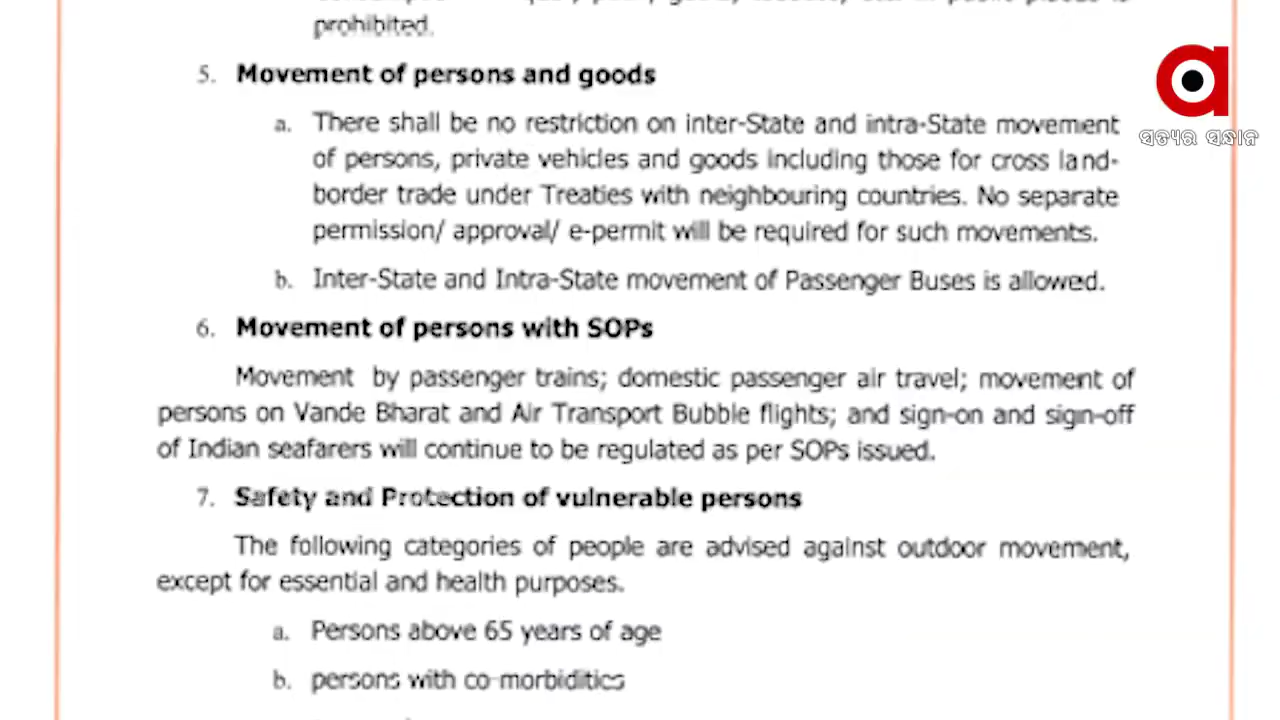 prohibited.
5. Movement of persons and goods
a. There shall be no restriction on inter-State and intra-State movement
of persons, private vehicles and goods including those for cross land-
border trade under Treaties with neighbouring countries. No separate
permission/ approval/ e-permit will be required for such movements.
b. Inter-State and Intra-State movement of Passenger Buses is allowed.
6. Movement of persons with SOPs
Movement by passenger trains; domestic passenger air travel; movement of
persons on Vande Bharat and Air Transport Bubble flights; and sign-on and sign-off
of Indian seafarers will continue to be regulated as per SOPs issued.
7. Safety and Protection of vulnerable persons
The following categories of people are advised against outdoor movement,
except for essential and health purposes.
a. Persons above 65 years of age
b. persons with co-morbidities
a
ସତ୍ୟର ସନ୍ଧାନ